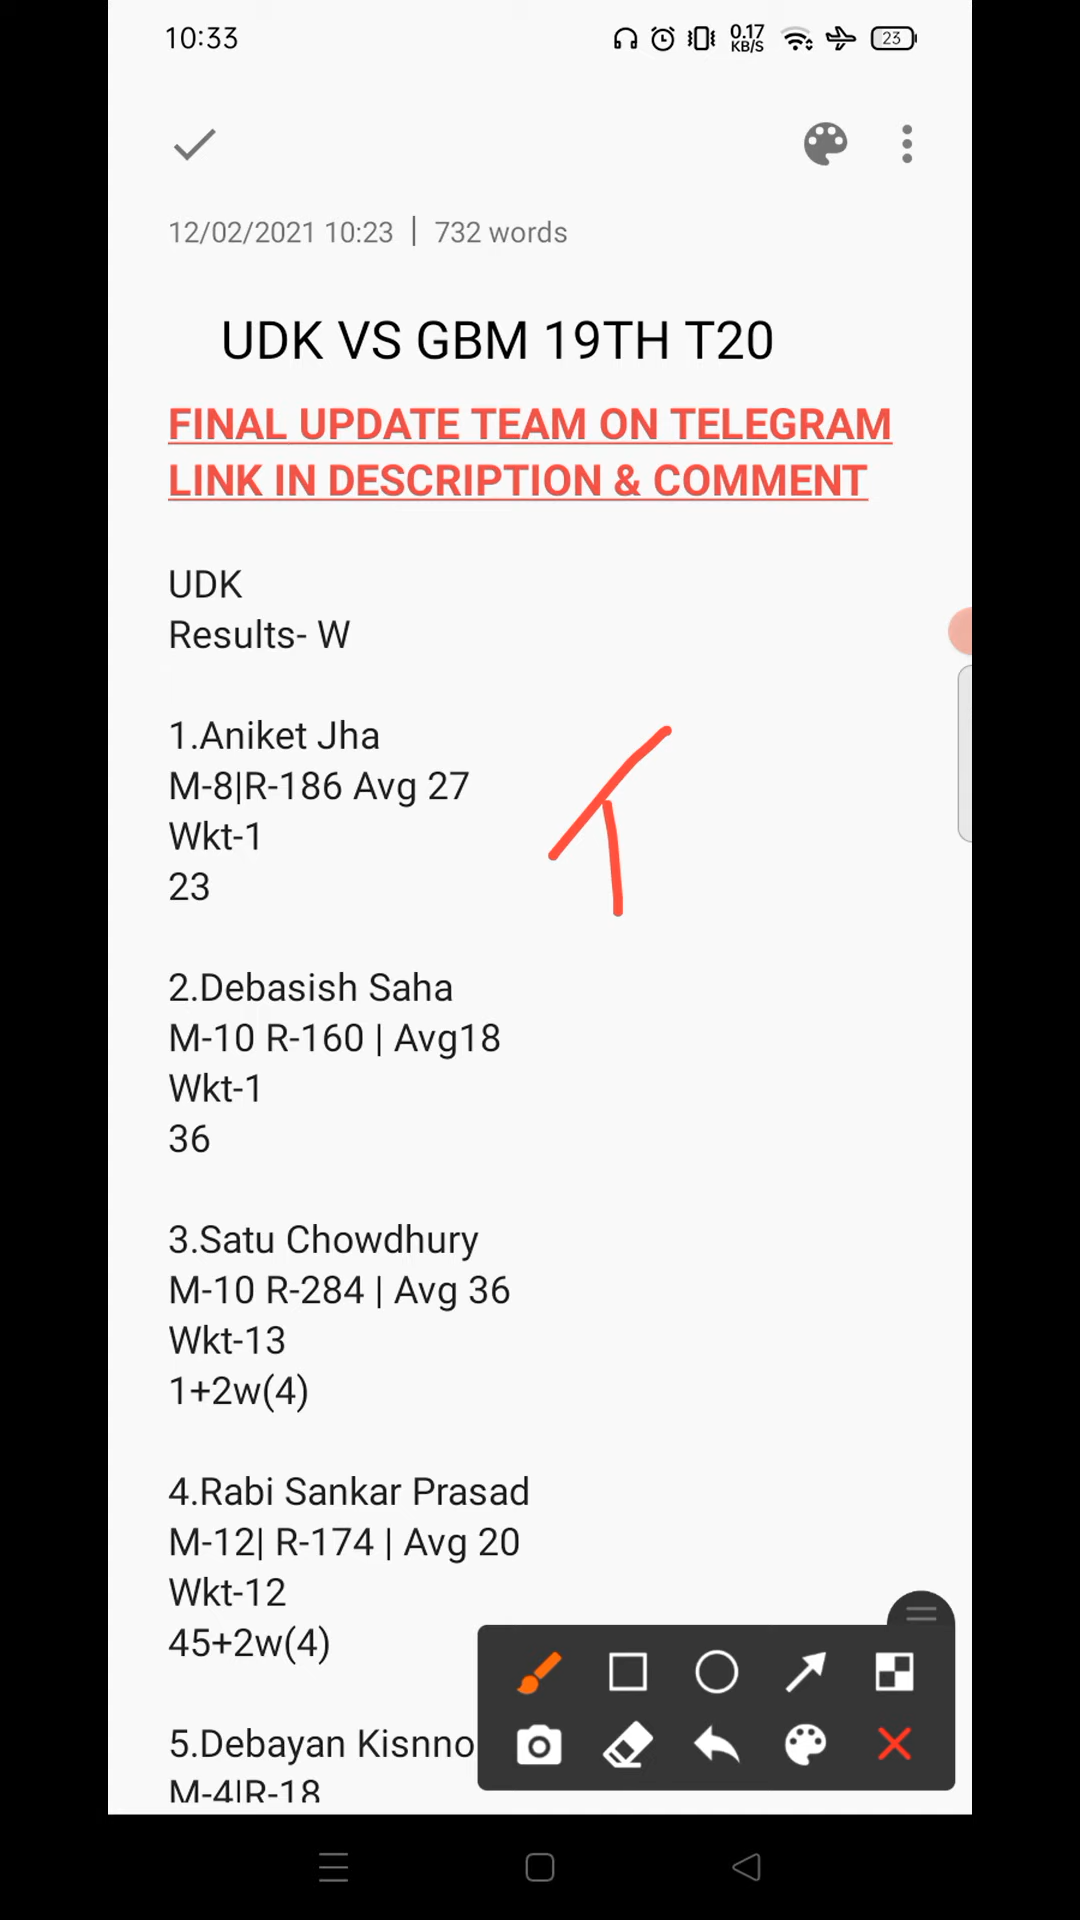 10:33
0.17
KB/S
23
12/02/2021 10:23 | 732 words
UDK VS GBM 19TH T20
FINAL UPDATE TEAM ON TELEGRAM
LINK IN DESCRIPTION & COMMENT
UDK
Results- W
1.Aniket Jha
M-8|R-186 Avg 27
Wkt-1
23
2.Debasish Saha
M-10 R-160 | Avg18
Wkt-1
36
3.Satu Chowdhury
M-10 R-284 | Avg 36
Wkt-13
1+2w(4)
4.Rabi Sankar Prasad
M-12| R-174 | Avg 20
Wkt-12
45+2w(4)
5.Debayan Kisnno
M-4|R-18